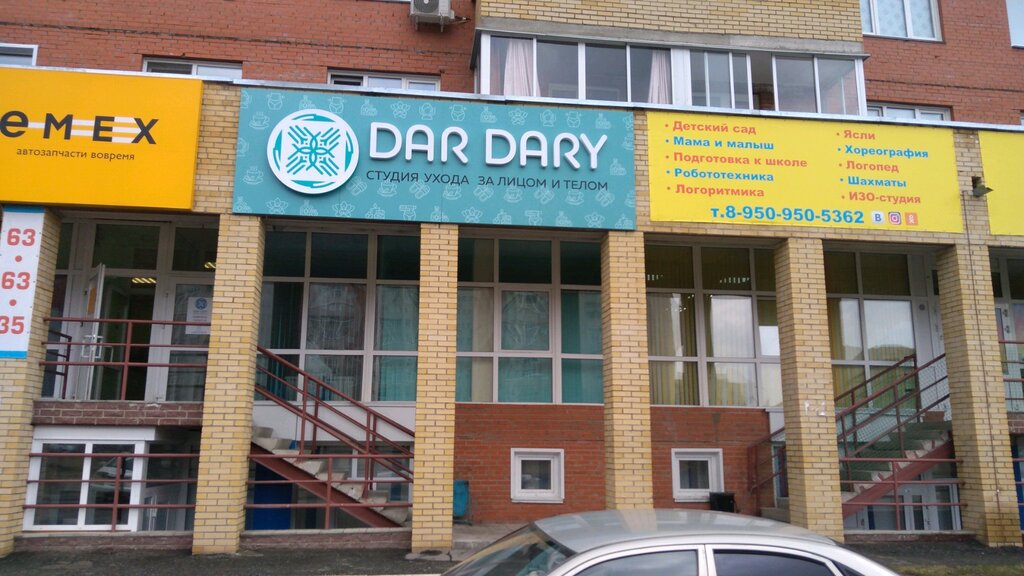 емех
автозапчасти вовремя
63
63
35
DAR DARY
СТУДИЯ УХОДА ЗА ЛИЦОМ И ТЕЛОМ
• Детский сад
• Мама и малыш
• Подготовка к школе
• Робототехника
• Логоритмика
• Ясли
• Хореография
• Логопед
• Шахматы
• ИЗО-студия
т.8-950-950-5362